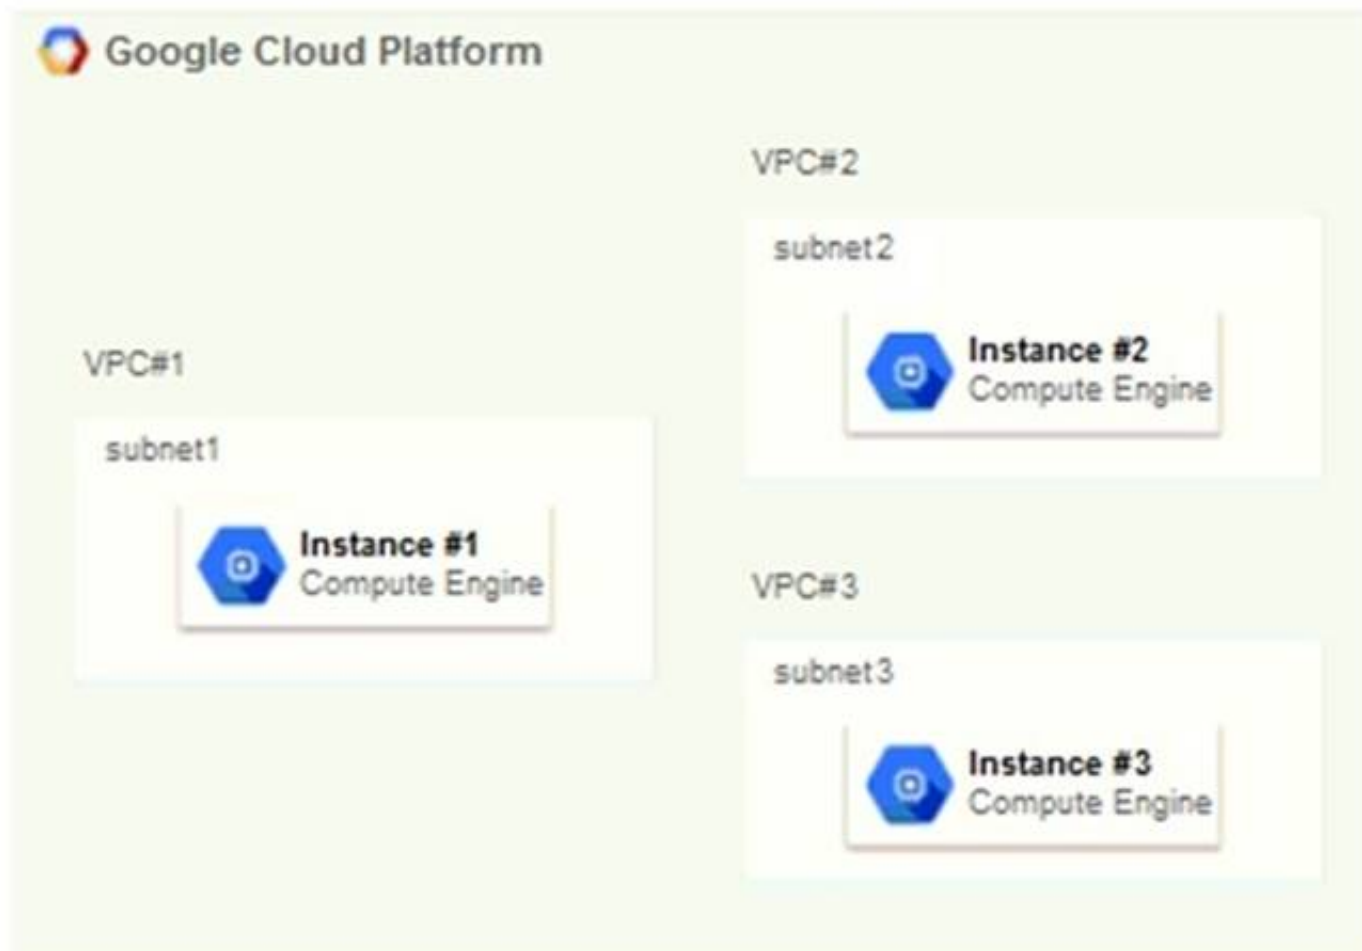 Google Cloud Platform
VPC#1
subnet1
Instance #1
Compute Engine
VPC#2
subnet2
Instance #2
Compute Engine
VPC#3
subnet3
Instance #3
Compute Engine